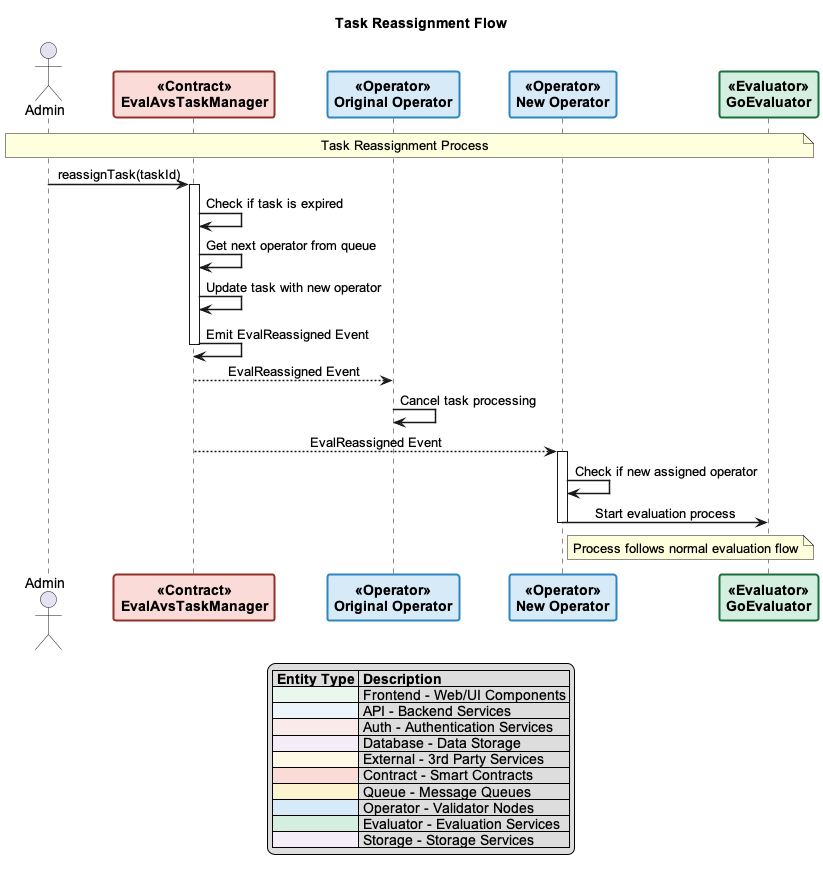 Task Reassignment Flow
Admin
«Contract»
EvalAvsTaskManager
«Operator»
Original Operator
«Operator»
New Operator
«Evaluator»
GoEvaluator
Task Reassignment Process
reassignTask(taskId)
Check if task is expired
Get next operator from queue
Update task with new operator
Emit EvalReassigned Event
EvalReassigned Event
Cancel task processing
EvalReassigned Event
Check if new assigned operator
Start evaluation process
Process follows normal evaluation flow
Admin
«Contract»
EvalAvsTaskManager
«Operator»
Original Operator
«Operator»
New Operator
«Evaluator»
GoEvaluator
Entity Type Description
Frontend - Web/UI Components
API - Backend Services
Auth - Authentication Services
Database - Data Storage
External - 3rd Party Services
Contract - Smart Contracts
Queue - Message Queues
Operator - Validator Nodes
Evaluator - Evaluation Services
Storage - Storage Services